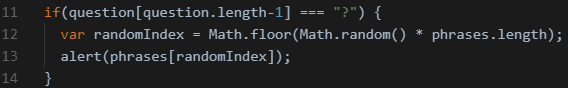 11 if(question[question.length-1] === "?") {
12   var randomIndex = Math.floor(Math.random() * phrases.length);
13   alert(phrases[randomIndex]);
14 }